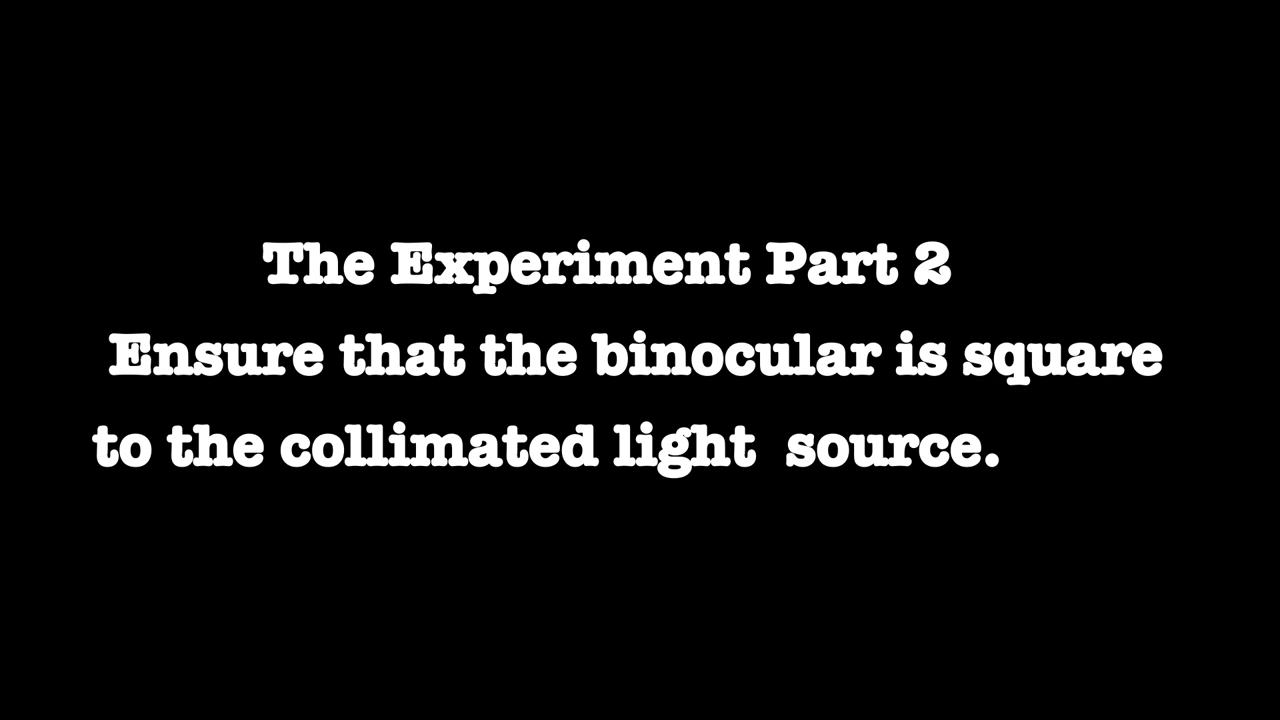 The Experiment Part 2
Ensure that the binocular is square
to the collimated light  source.